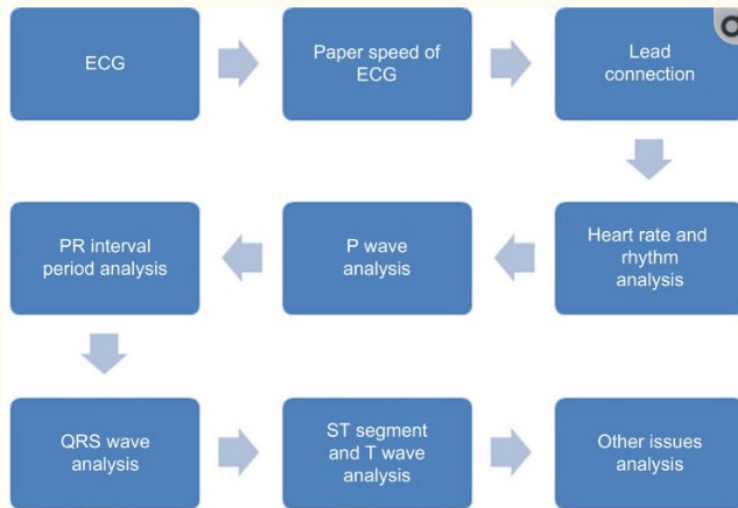 ECG
Paper speed of
ECG
Lead
connection
Heart rate and
rhythm
analysis
P wave
analysis
PR interval
period analysis
QRS wave
analysis
ST segment
and T wave
analysis
Other issues
analysis